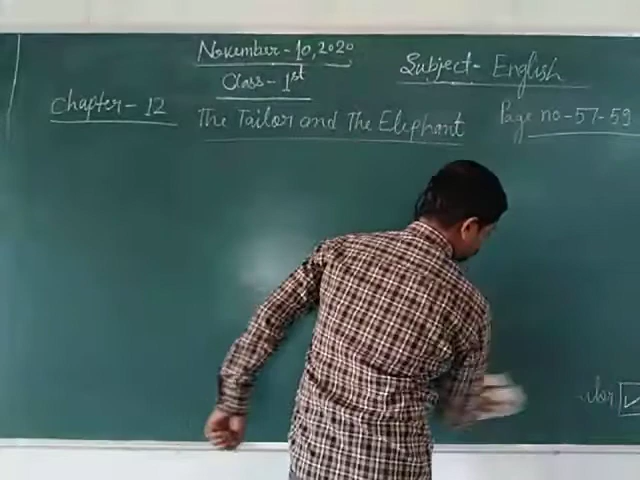 November - 10, 2020
Class - 1st
Subject - English
Chapter - 12
The Tailor and The Elephant
Page no - 57 - 59